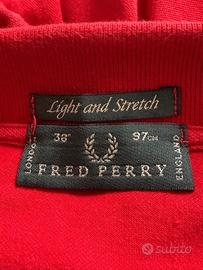 Light and Stretch
38" 97CM
LONDON FRED PERRY ENGLAND
subito